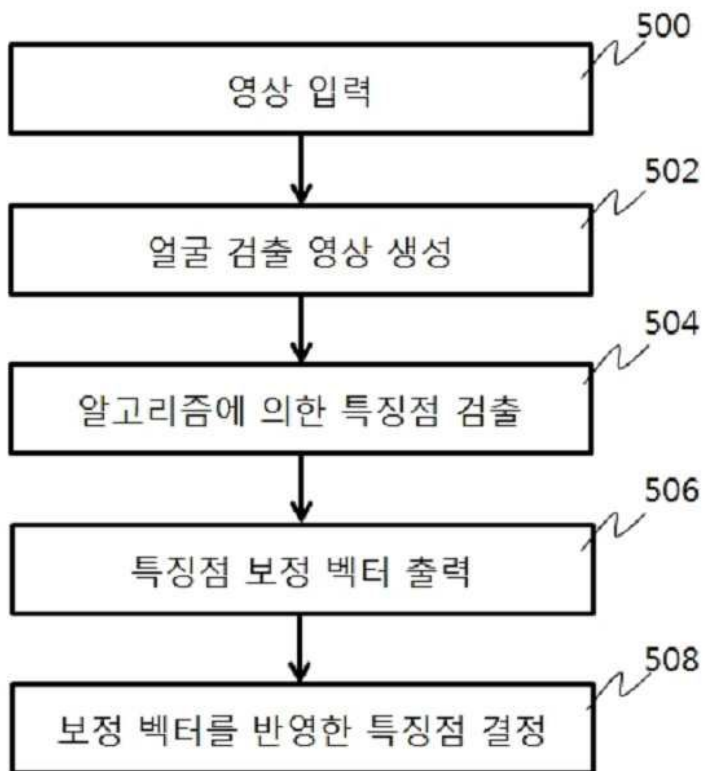 500
영상 입력
502
얼굴 검출 영상 생성
504
알고리즘에 의한 특징점 검출
506
특징점 보정 벡터 출력
508
보정 벡터를 반영한 특징점 결정